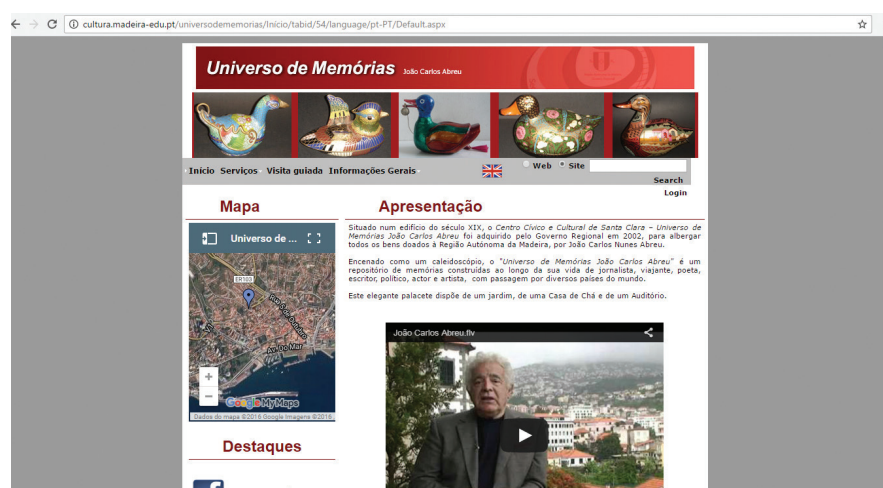 cultura.madeira-edu.pt/universodememorias/Início/tabid/54/language/pt-PT/Default.aspx
Universo de Memórias João Carlos Abreu
Início Serviços Visita guiada Informações Gerais
Web Site
Search
Login
Mapa
Universo de ...
ER103
Rua 5 de Outubro
Av. Do Mar
+
−
Google My Maps
Dados do mapa ©2016 Google Imagens ©2016
Destaques
Apresentação
Situado num edifício do século XIX, o Centro Cívico e Cultural de Santa Clara – Universo de
Memórias João Carlos Abreu foi adquirido pelo Governo Regional em 2002, para albergar
todos os bens doados à Região Autónoma da Madeira, por João Carlos Nunes Abreu.
Encenado como um caleidoscópio, o "Universo de Memórias João Carlos Abreu" é um
repositório de memórias construídas ao longo da sua vida de jornalista, viajante, poeta,
escritor, político, actor e artista, com passagem por diversos países do mundo.
Este elegante palacete dispõe de um jardim, de uma Casa de Chá e de um Auditório.
João Carlos Abreu.flv